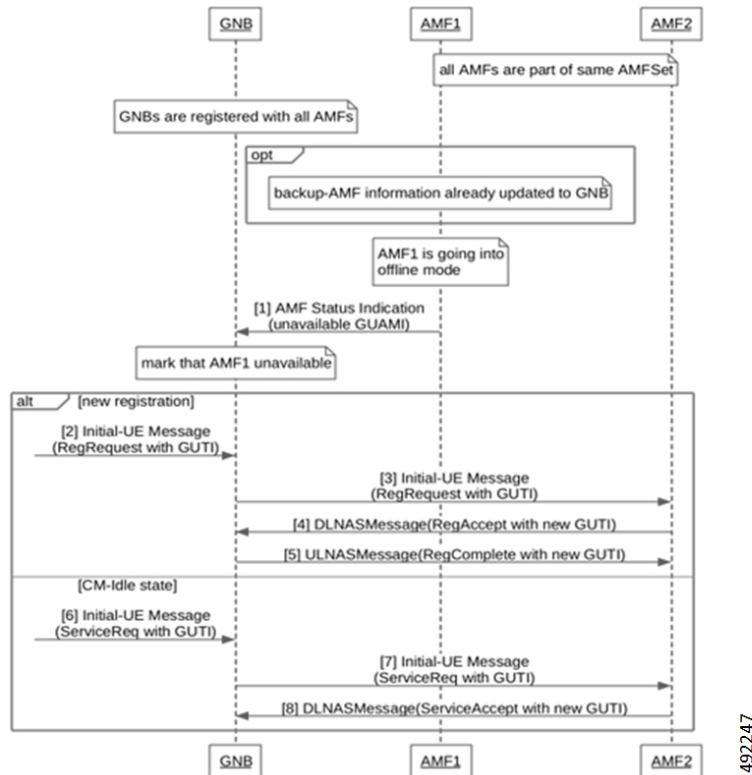 GNB
AMF1
AMF2
all AMFs are part of same AMFSet
GNBs are registered with all AMFs
opt
backup-AMF information already updated to GNB
AMF1 is going into
offline mode
[1] AMF Status Indication
(unavailable GUAMI)
mark that AMF1 unavailable
alt
[new registration]
[2] Initial-UE Message
(RegRequest with GUTI)
[3] Initial-UE Message
(RegRequest with GUTI)
[4] DLNASMessage(RegAccept with new GUTI)
[5] ULNASMessage(RegComplete with new GUTI)
[CM-Idle state]
[6] Initial-UE Message
(ServiceReq with GUTI)
[7] Initial-UE Message
(ServiceReq with GUTI)
[8] DLNASMessage(ServiceAccept with new GUTI)
GNB
AMF1
AMF2
492247